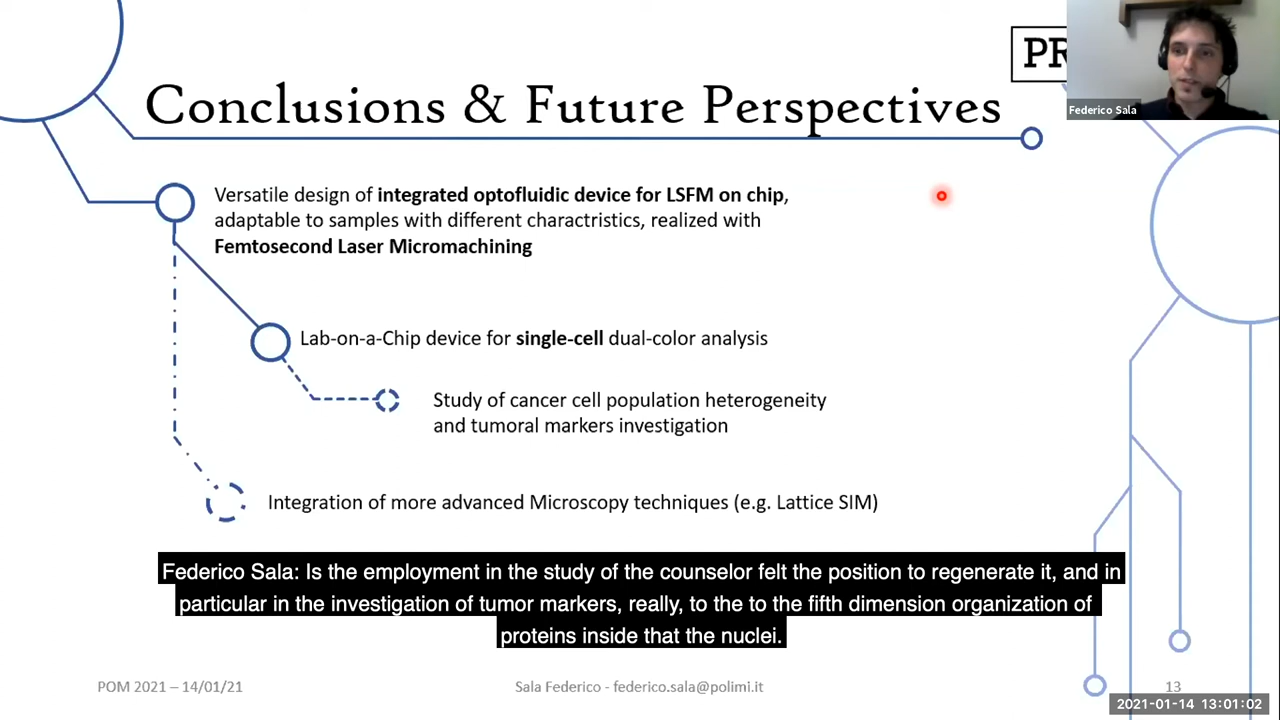 PR
Conclusions & Future Perspectives
Federico Sala
Versatile design of integrated optofluidic device for LSFM on chip,
adaptable to samples with different charactristics, realized with
Femtosecond Laser Micromachining
Lab-on-a-Chip device for single-cell dual-color analysis
Study of cancer cell population heterogeneity
and tumoral markers investigation
Integration of more advanced Microscopy techniques (e.g. Lattice SIM)
Federico Sala: Is the employment in the study of the counselor felt the position to regenerate it, and in
particular in the investigation of tumor markers, really, to the to the fifth dimension organization of
proteins inside that the nuclei.
POM 2021 – 14/01/21
Sala Federico - federico.sala@polimi.it
13
2021-01-14 13:01:02